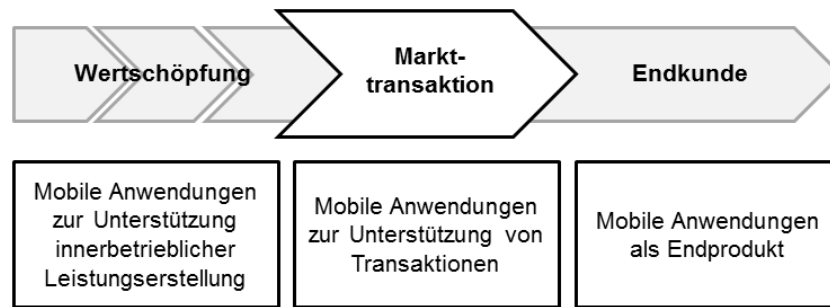 Wertschöpfung
Markt-
transaktion
Endkunde
Mobile Anwendungen
zur Unterstützung
innerbetrieblicher
Leistungserstellung
Mobile Anwendungen
zur Unterstützung von
Transaktionen
Mobile Anwendungen
als Endprodukt